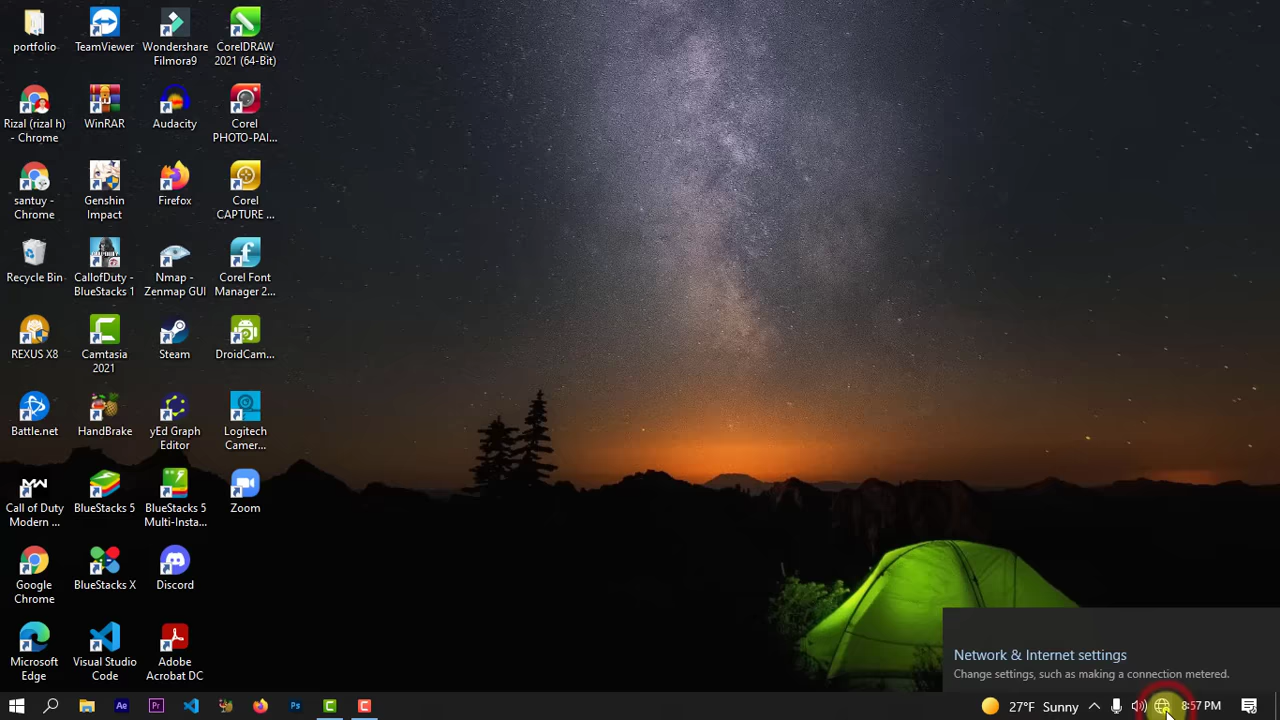 portfolio
TeamViewer
Wondershare
Filmora9
CorelDRAW
2021 (64-Bit)
Rizal (rizal h)
- Chrome
WinRAR
Audacity
Corel
PHOTO-PAI...
santuy -
Chrome
Genshin
Impact
Firefox
Corel
CAPTURE ...
Recycle Bin
CallofDuty -
BlueStacks 1
Nmap -
Zenmap GUI
Corel Font
Manager 2...
REXUS X8
Camtasia
2021
Steam
DroidCam...
Battle.net
HandBrake
yEd Graph
Editor
Logitech
Camer...
Call of Duty
Modern ...
BlueStacks 5
BlueStacks 5
Multi-Insta...
Zoom
Google
Chrome
BlueStacks X
Discord
Microsoft
Edge
Visual Studio
Code
Adobe
Acrobat DC
Network & Internet settings
Change settings, such as making a connection metered.
Ae
Pr
Ps
27°F Sunny
8:57 PM